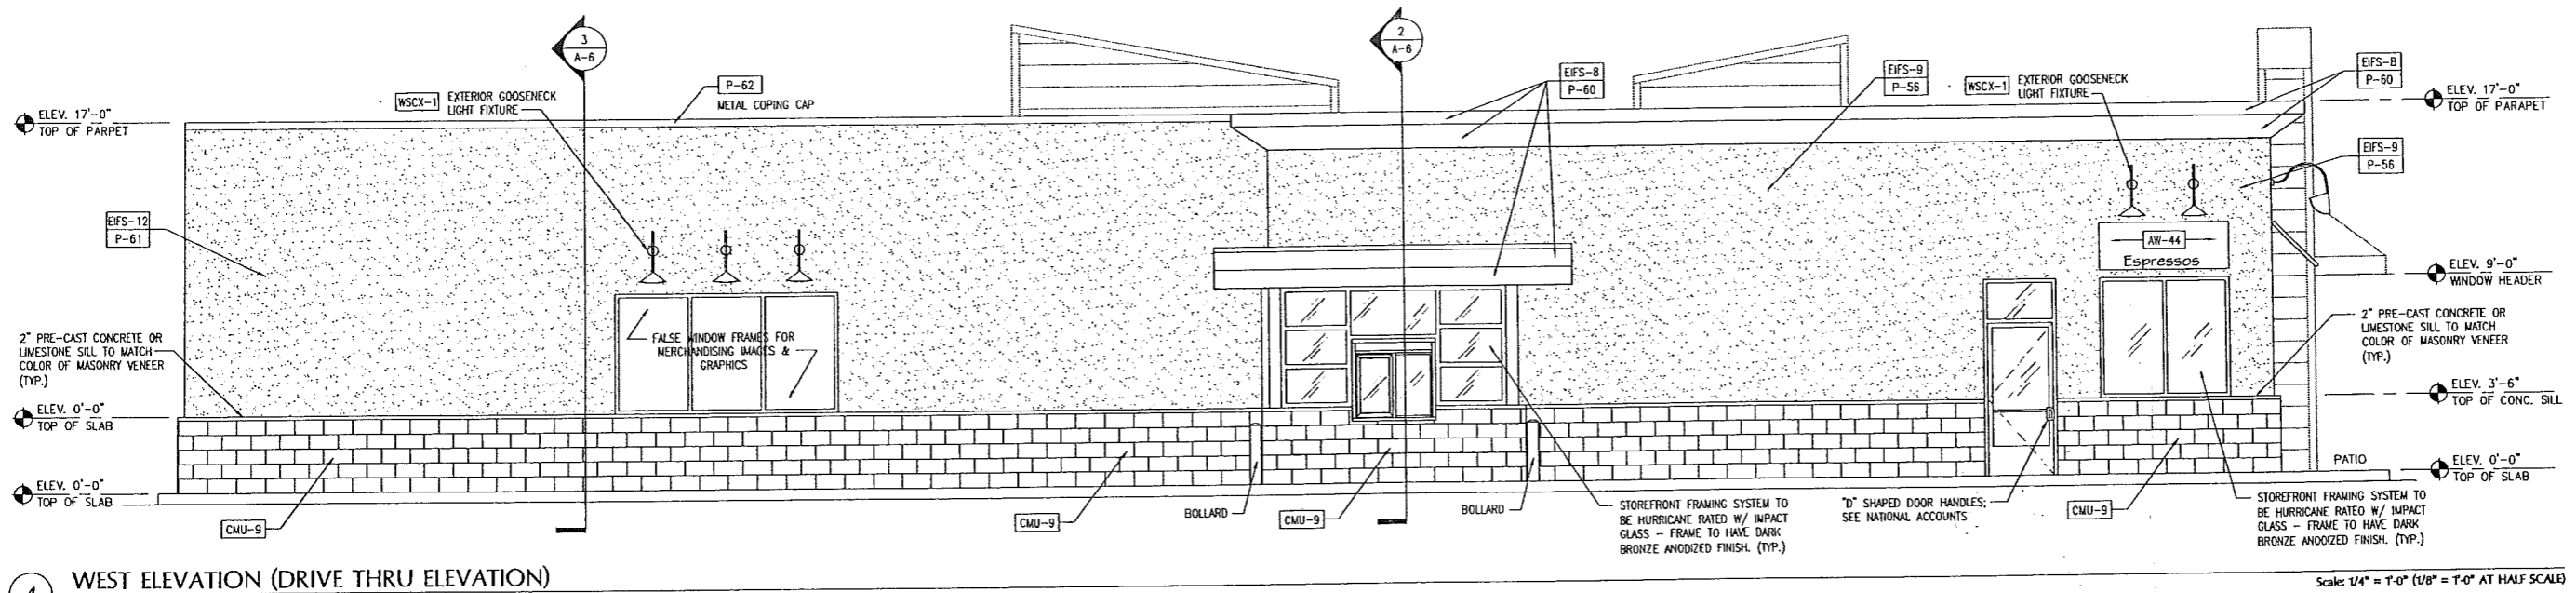 3
A-6
2
A-6
P-62
METAL COPING CAP
WSCX-1
EXTERIOR GOOSENECK
LIGHT FIXTURE
EIFS-8
P-60
EIFS-9
P-56
WSCX-1
EXTERIOR GOOSENECK
LIGHT FIXTURE
EIFS-8
P-60
ELEV. 17'-0"
TOP OF PARPET
ELEV. 17'-0"
TOP OF PARAPET
EIFS-9
P-56
EIFS-12
P-61
AW-44
Espressos
ELEV. 9'-0"
WINDOW HEADER
FALSE WINDOW FRAMES FOR
MERCHANDISING IMAGES &
GRAPHICS
2" PRE-CAST CONCRETE OR
LIMESTONE SILL TO MATCH
COLOR OF MASONRY VENEER
(TYP.)
2" PRE-CAST CONCRETE OR
LIMESTONE SILL TO MATCH
COLOR OF MASONRY VENEER
(TYP.)
ELEV. 0'-0"
TOP OF SLAB
ELEV. 3'-6"
TOP OF CONC. SILL
ELEV. 0'-0"
TOP OF SLAB
PATIO
ELEV. 0'-0"
TOP OF SLAB
CMU-9
CMU-9
BOLLARD
CMU-9
BOLLARD
STOREFRONT FRAMING SYSTEM TO
BE HURRICANE RATED W/ IMPACT
GLASS - FRAME TO HAVE DARK
BRONZE ANODIZED FINISH. (TYP.)
"D" SHAPED DOOR HANDLES;
SEE NATIONAL ACCOUNTS
CMU-9
STOREFRONT FRAMING SYSTEM TO
BE HURRICANE RATED W/ IMPACT
GLASS - FRAME TO HAVE DARK
BRONZE ANODIZED FINISH. (TYP.)
WEST ELEVATION (DRIVE THRU ELEVATION)
Scale: 1/4" = 1'-0" (1/8" = 1'-0" AT HALF SCALE)